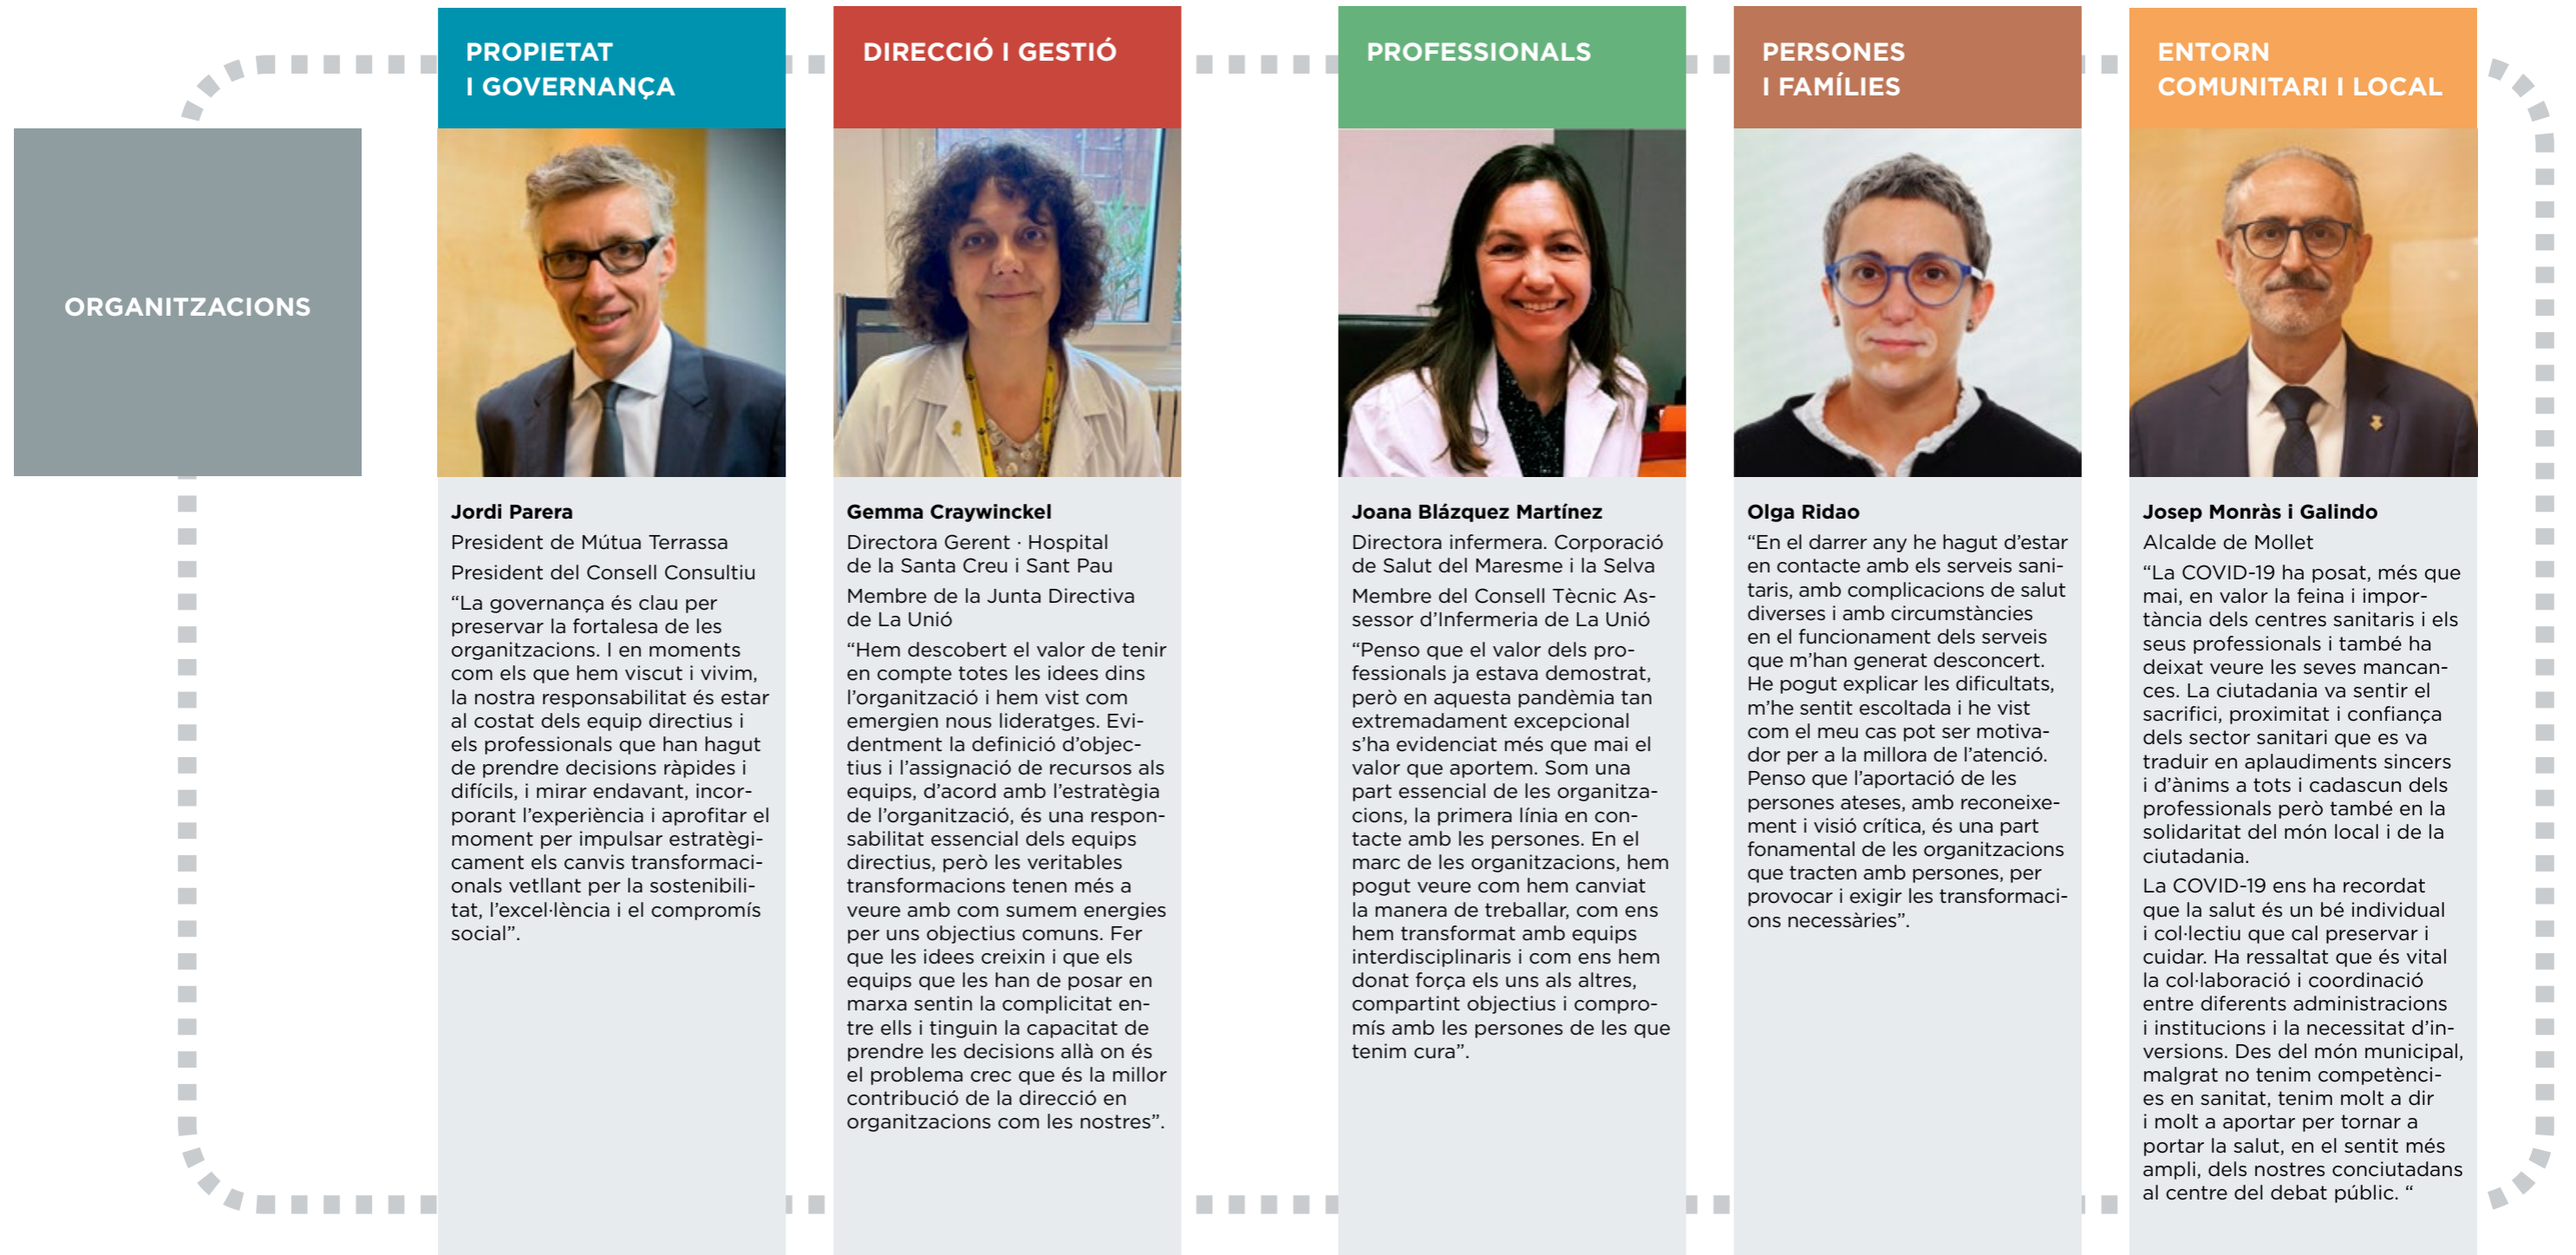 ORGANITZACIONS
PROPIETAT
I GOVERNANÇA
Jordi Parera
President de Mútua Terrassa
President del Consell Consultiu
“La governança és clau per
preservar la fortalesa de les
organitzacions. I en moments
com els que hem viscut i vivim,
la nostra responsabilitat és estar
al costat dels equip directius i
els professionals que han hagut
de prendre decisions ràpides i
difícils, i mirar endavant, incor-
porant l’experiència i aprofitar el
moment per impulsar estratègi-
cament els canvis transformaci-
onals vetllant per la sostenibili-
tat, l’excel·lència i el compromís
social”.
DIRECCIÓ I GESTIÓ
Gemma Craywinckel
Directora Gerent · Hospital
de la Santa Creu i Sant Pau
Membre de la Junta Directiva
de La Unió
“Hem descobert el valor de tenir
en compte totes les idees dins
l’organització i hem vist com
emergien nous lideratges. Evi-
dentment la definició d’objec-
tius i l’assignació de recursos als
equips, d’acord amb l’estratègia
de l’organització, és una respon-
sabilitat essencial dels equips
directius, però les veritables
transformacions tenen més a
veure amb com sumem energies
per uns objectius comuns. Fer
que les idees creixin i que els
equips que les han de posar en
marxa sentin la complicitat en-
tre ells i tinguin la capacitat de
prendre les decisions allà on és
el problema crec que és la millor
contribució de la direcció en
organitzacions com les nostres”.
PROFESSIONALS
Joana Blázquez Martínez
Directora infermera. Corporació
de Salut del Maresme i la Selva
Membre del Consell Tècnic As-
sessor d’Infermeria de La Unió
“Penso que el valor dels pro-
fessionals ja estava demostrat,
però en aquesta pandèmia tan
extremadament excepcional
s’ha evidenciat més que mai el
valor que aportem. Som una
part essencial de les organitza-
cions, la primera línia en con-
tacte amb les persones. En el
marc de les organitzacions, hem
pogut veure com hem canviat
la manera de treballar, com ens
hem transformat amb equips
interdisciplinaris i com ens hem
donat força els uns als altres,
compartint objectius i compro-
mís amb les persones de les que
tenim cura”.
PERSONES
I FAMÍLIES
Olga Ridao
“En el darrer any he hagut d’estar
en contacte amb els serveis sani-
taris, amb complicacions de salut
diverses i amb circumstàncies
en el funcionament dels serveis
que m’han generat desconcert.
He pogut explicar les dificultats,
m’he sentit escoltada i he vist
com el meu cas pot ser motiva-
dor per a la millora de l’atenció.
Penso que l’aportació de les
persones ateses, amb reconeixe-
ment i visió crítica, és una part
fonamental de les organitzacions
que tracten amb persones, per
provocar i exigir les transformaci-
ons necessàries”.
ENTORN
COMUNITARI I LOCAL
Josep Monràs i Galindo
Alcalde de Mollet
“La COVID-19 ha posat, més que
mai, en valor la feina i impor-
tància dels centres sanitaris i els
seus professionals i també ha
deixat veure les seves mancan-
ces. La ciutadania va sentir el
sacrifici, proximitat i confiança
dels sector sanitari que es va
traduir en aplaudiments sincers
i d’ànims a tots i cadascun dels
professionals però també en la
solidaritat del món local i de la
ciutadania.
La COVID-19 ens ha recordat
que la salut és un bé individual
i col·lectiu que cal preservar i
cuidar. Ha ressaltat que és vital
la col·laboració i coordinació
entre diferents administracions
i institucions i la necessitat d’in-
versions. Des del món municipal,
malgrat no tenim competènci-
es en sanitat, tenim molt a dir
i molt a aportar per tornar a
portar la salut, en el sentit més
ampli, dels nostres conciutadans
al centre del debat públic. “